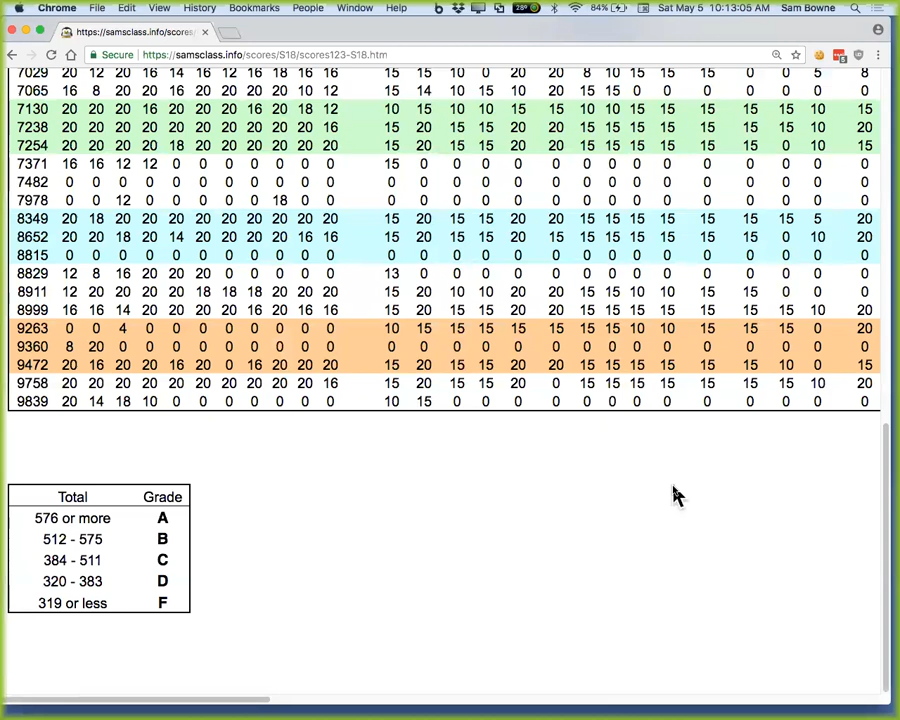 Chrome File Edit View History Bookmarks People Window Help 28° 84% Sat May 5 10:13:05 AM Sam Bowne
https://samsclass.info/scores
Secure https://samsclass.info/scores/S18/scores123-S18.htm
7029 20 12 20 16 14 16 12 16 18 16 16 15 15 10 0 20 20 8 10 15 15 15 0 0 5 8
7065 16 8 20 20 16 20 20 20 20 10 12 15 14 10 15 10 20 15 15 0 0 0 0 0 0 0
7130 20 20 20 16 20 20 20 16 20 18 12 10 15 10 10 15 15 10 10 15 15 15 15 15 10 15
7238 20 20 20 20 20 20 20 20 20 20 16 15 20 15 15 20 20 15 15 15 15 15 15 15 10 20
7254 20 20 20 20 18 20 20 20 20 20 20 15 20 15 15 20 20 15 15 15 15 15 15 0 10 15
7371 16 16 12 12 0 0 0 0 0 0 0 15 0 0 0 0 0 0 0 0 0 0 0 0 0 0
7482 0 0 0 0 0 0 0 0 0 0 0 0 0 0 0 0 0 0 0 0 0 0 0 0 0 0
7978 0 0 12 0 0 0 0 0 18 0 0 0 0 0 0 0 0 0 0 0 0 0 0 0 0 0
8349 20 18 20 20 20 20 20 20 20 20 20 15 20 15 15 20 20 15 15 15 15 15 15 15 5 20
8652 20 20 18 20 14 20 20 20 20 16 16 15 20 15 15 20 15 15 15 15 15 15 15 0 10 20
8815 0 0 0 0 0 0 0 0 0 0 0 0 0 0 0 0 0 0 0 0 0 0 0 0 0 0
8829 12 8 16 20 20 20 0 0 0 0 0 13 0 0 0 0 0 0 0 0 0 0 0 0 0 0
8911 12 20 20 20 20 18 18 18 20 20 20 15 20 10 10 20 20 15 15 10 10 15 15 0 0 0
8999 16 16 14 20 20 20 20 16 20 16 16 15 20 15 15 20 20 15 15 15 15 15 15 15 10 20
9263 0 0 4 0 0 0 0 0 0 0 0 10 15 15 15 15 15 15 15 10 10 15 15 15 0 20
9360 8 20 0 0 0 0 0 0 0 0 0 0 0 0 0 0 0 0 0 0 0 0 0 0 0 0
9472 20 16 20 20 16 20 0 16 20 20 20 15 20 15 15 20 20 15 15 15 15 15 15 10 0 15
9758 20 20 20 20 20 20 20 20 20 20 16 15 20 15 15 20 0 15 15 15 15 15 15 15 10 20
9839 20 14 18 10 0 0 0 0 0 0 0 10 15 0 0 0 0 0 0 0 0 0 0 0 0 0
Total Grade
576 or more A
512 - 575 B
384 - 511 C
320 - 383 D
319 or less F